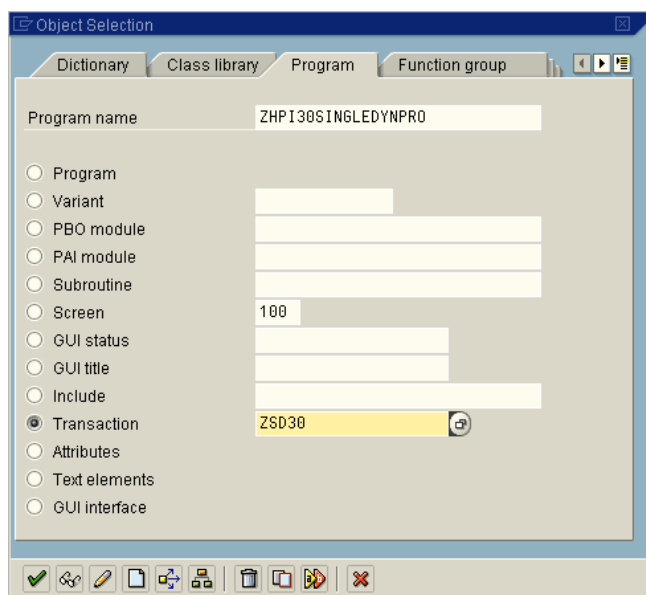 Object Selection
Dictionary Class library Program Function group
Program name ZHPI30SINGLEDYNPRO
Program
Variant
PBO module
PAI module
Subroutine
Screen 100
GUI status
GUI title
Include
Transaction ZSD30
Attributes
Text elements
GUI interface